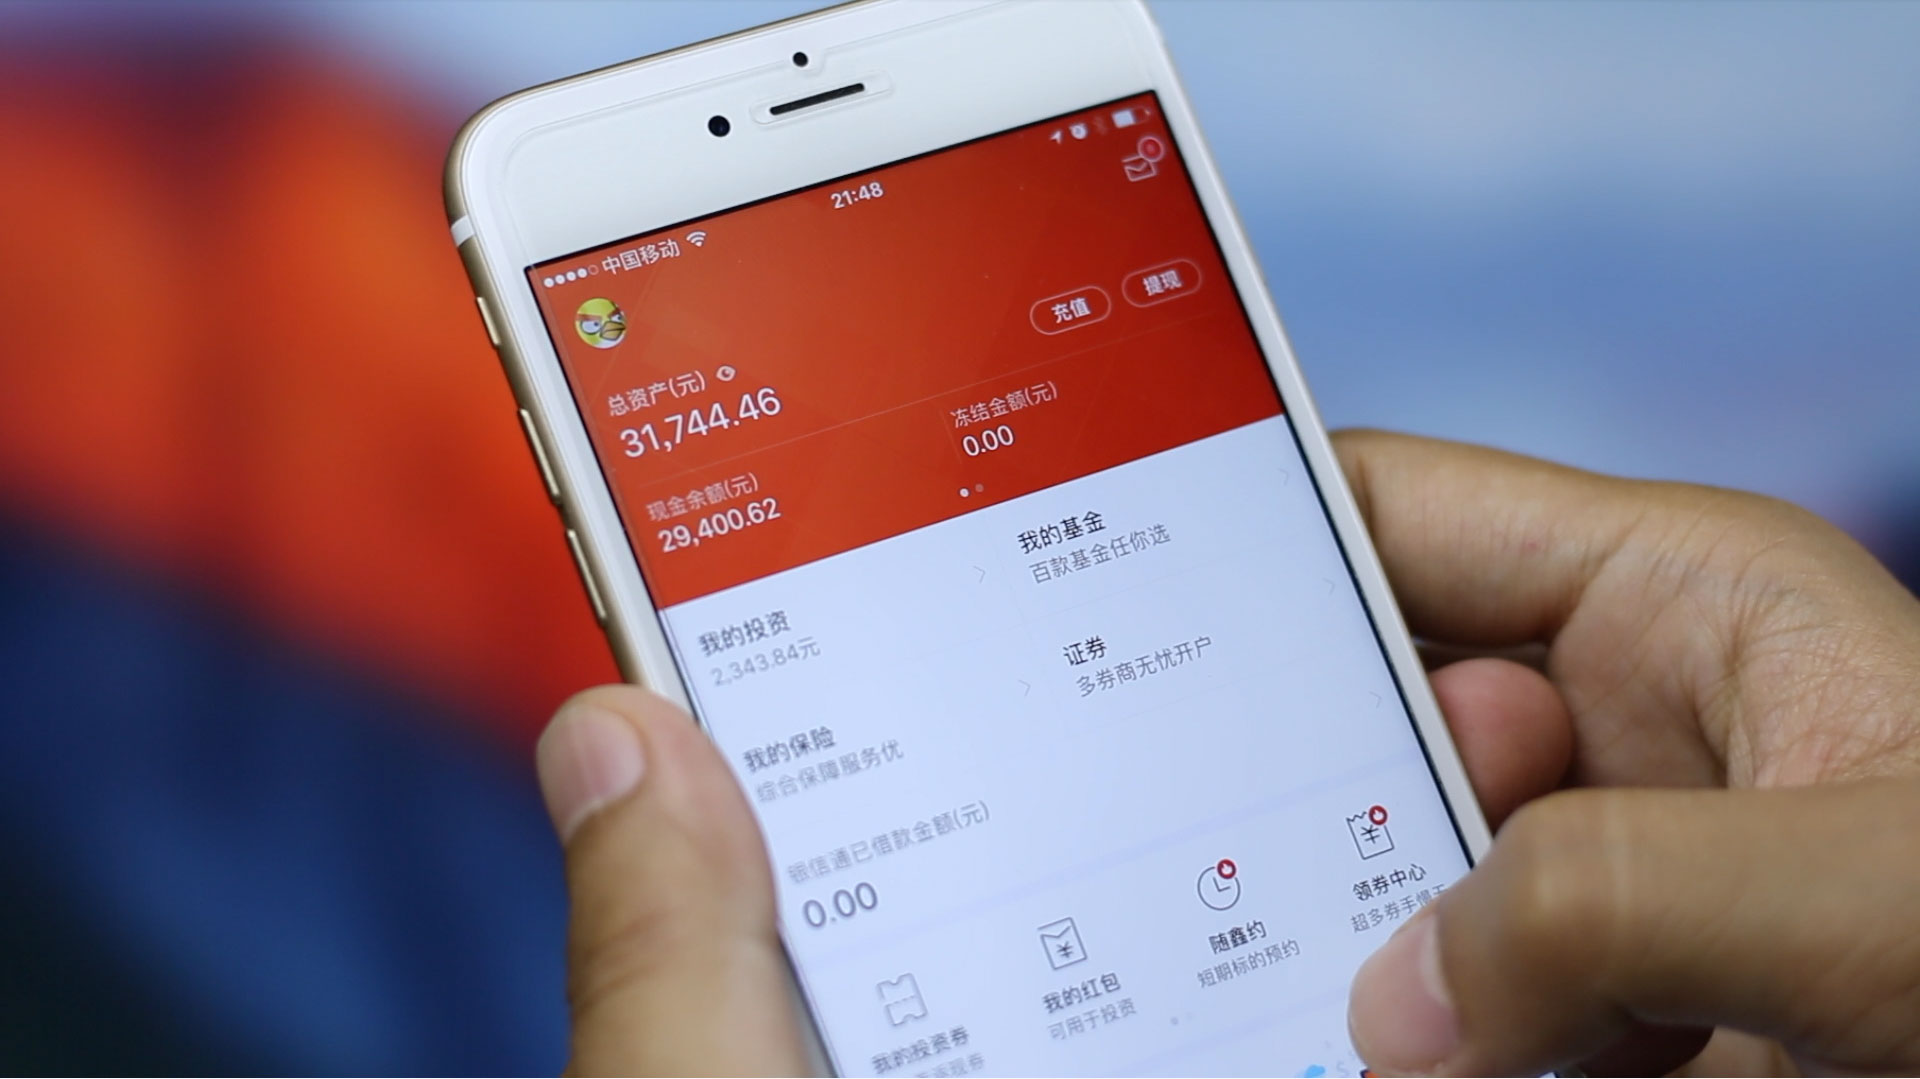 中国移动
21:48
充值
提现
总资产(元)
31,744.46
现金余额(元)
29,400.62
冻结金额(元)
0.00
我的投资
2,343.84元
我的基金
百款基金任你选
我的保险
综合保障服务优
证券
多券商无忧开户
银信通已借款金额(元)
0.00
我的投资券
我的红包
可用于投资
随鑫约
短期标的预约
领券中心
超多券手慢无